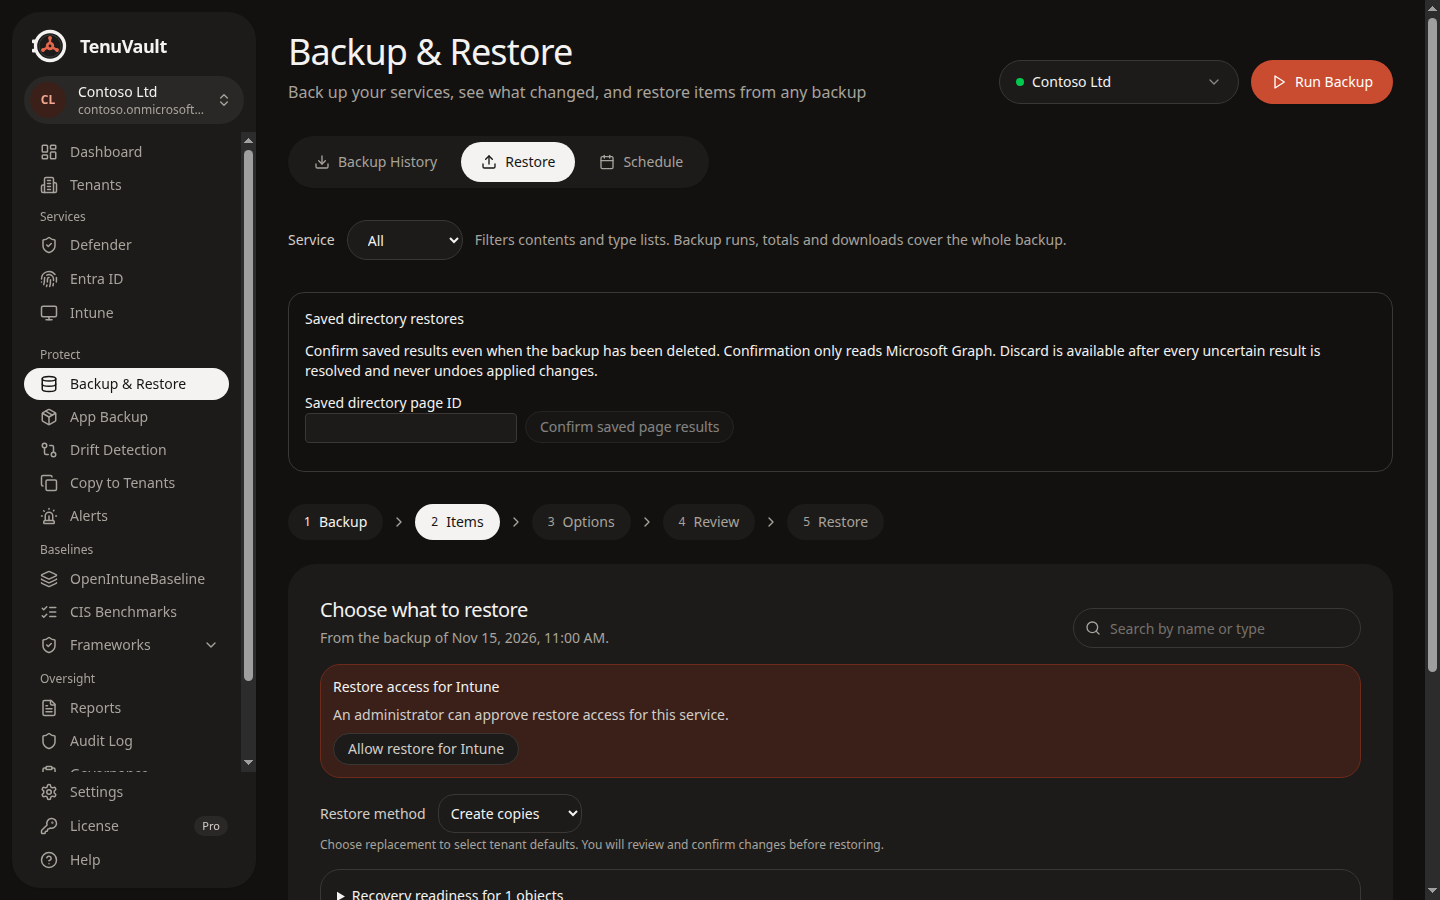 TenuVault
CL
Contoso Ltd
contoso.onmicrosoft...
Dashboard
Tenants
Services
Defender
Entra ID
Intune
Protect
Backup & Restore
App Backup
Drift Detection
Copy to Tenants
Alerts
Baselines
OpenIntuneBaseline
CIS Benchmarks
Frameworks
Oversight
Reports
Audit Log
Settings
License
Pro
Help
Backup & Restore
Back up your services, see what changed, and restore items from any backup
Contoso Ltd
Run Backup
Backup History
Restore
Schedule
Service
All
Filters contents and type lists. Backup runs, totals and downloads cover the whole backup.
Saved directory restores
Confirm saved results even when the backup has been deleted. Confirmation only reads Microsoft Graph. Discard is available after every uncertain result is
resolved and never undoes applied changes.
Saved directory page ID
Confirm saved page results
1 Backup
2 Items
3 Options
4 Review
5 Restore
Choose what to restore
From the backup of Nov 15, 2026, 11:00 AM.
Search by name or type
Restore access for Intune
An administrator can approve restore access for this service.
Allow restore for Intune
Restore method
Create copies
Choose replacement to select tenant defaults. You will review and confirm changes before restoring.
Recovery readiness for 1 objects